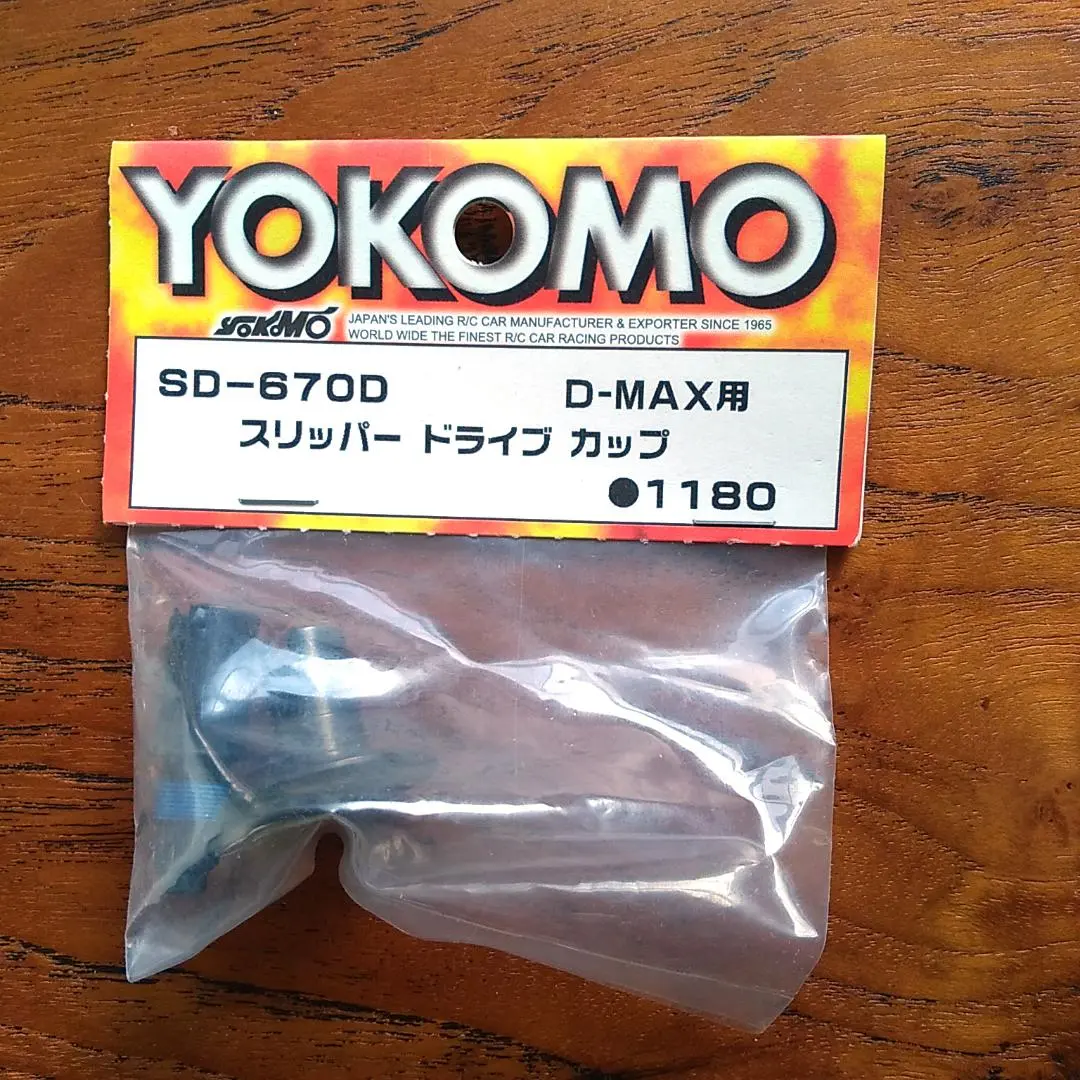 YOKOMO
YOKOMO
JAPAN'S LEADING R/C CAR MANUFACTURER & EXPORTER SINCE 1965
WORLD WIDE THE FINEST R/C CAR RACING PRODUCTS
SD-670D D-MAX用
スリッパー ドライブ カップ
●1180